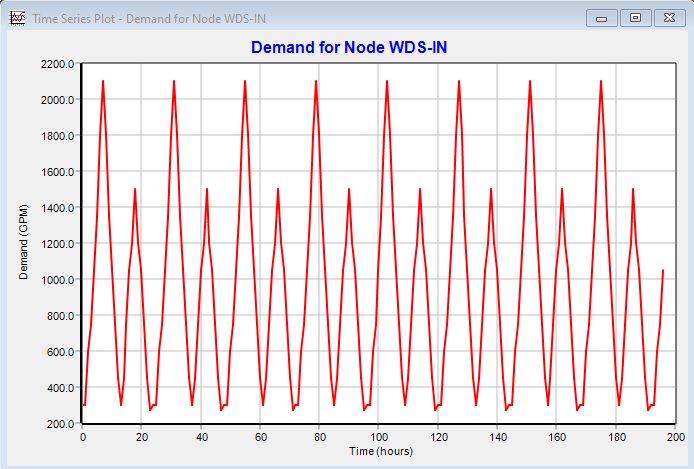 Time Series Plot - Demand for Node WDS-IN
Demand for Node WDS-IN
2200.0
2000.0
1800.0
1600.0
1400.0
1200.0
1000.0
800.0
600.0
400.0
200.0
Demand (GPM)
0 20 40 60 80 100 120 140 160 180 200
Time (hours)